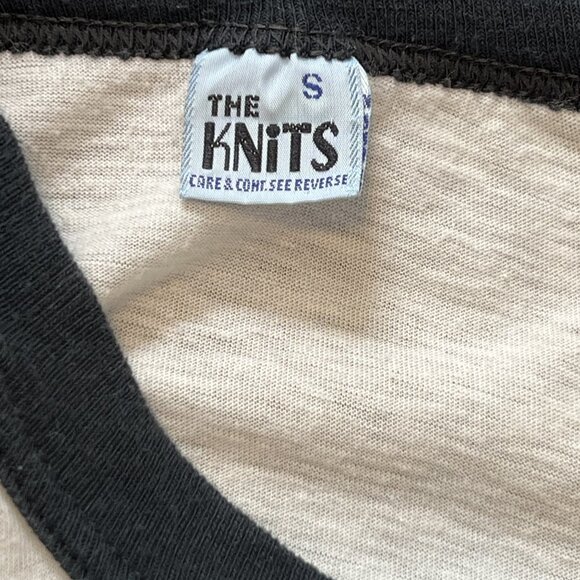 S
THE
KNiTS
CARE & CONT. SEE REVERSE